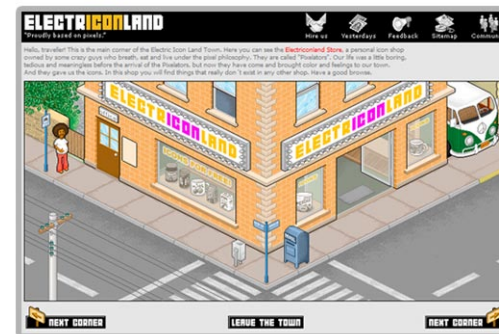 ELECTRICONLAND
"Proudly based on pixels."
Hire us Yesterdays Feedback Sitemap Commun
Hello, traveller! This is the main corner of the Electric Icon Land Town. Here you can see the Electriconland Store, a personal icon shop
owned by some crazy guys who breath, eat and live under the pixel philosophy. They are called "Pixelators". Our life was a little boring,
tedious and meaningless before the arrival of the Pixelators, but now they have come and brought color and feelings to our town.
And they gave us the icons. In this shop you will find things that really don't exist in any other shop. Have a good browse.
ELECTRICONLAND
ELECTRICONLAND
ICONS FOR FREE!
NEXT CORNER
LEAVE THE TOWN
NEXT CORNER